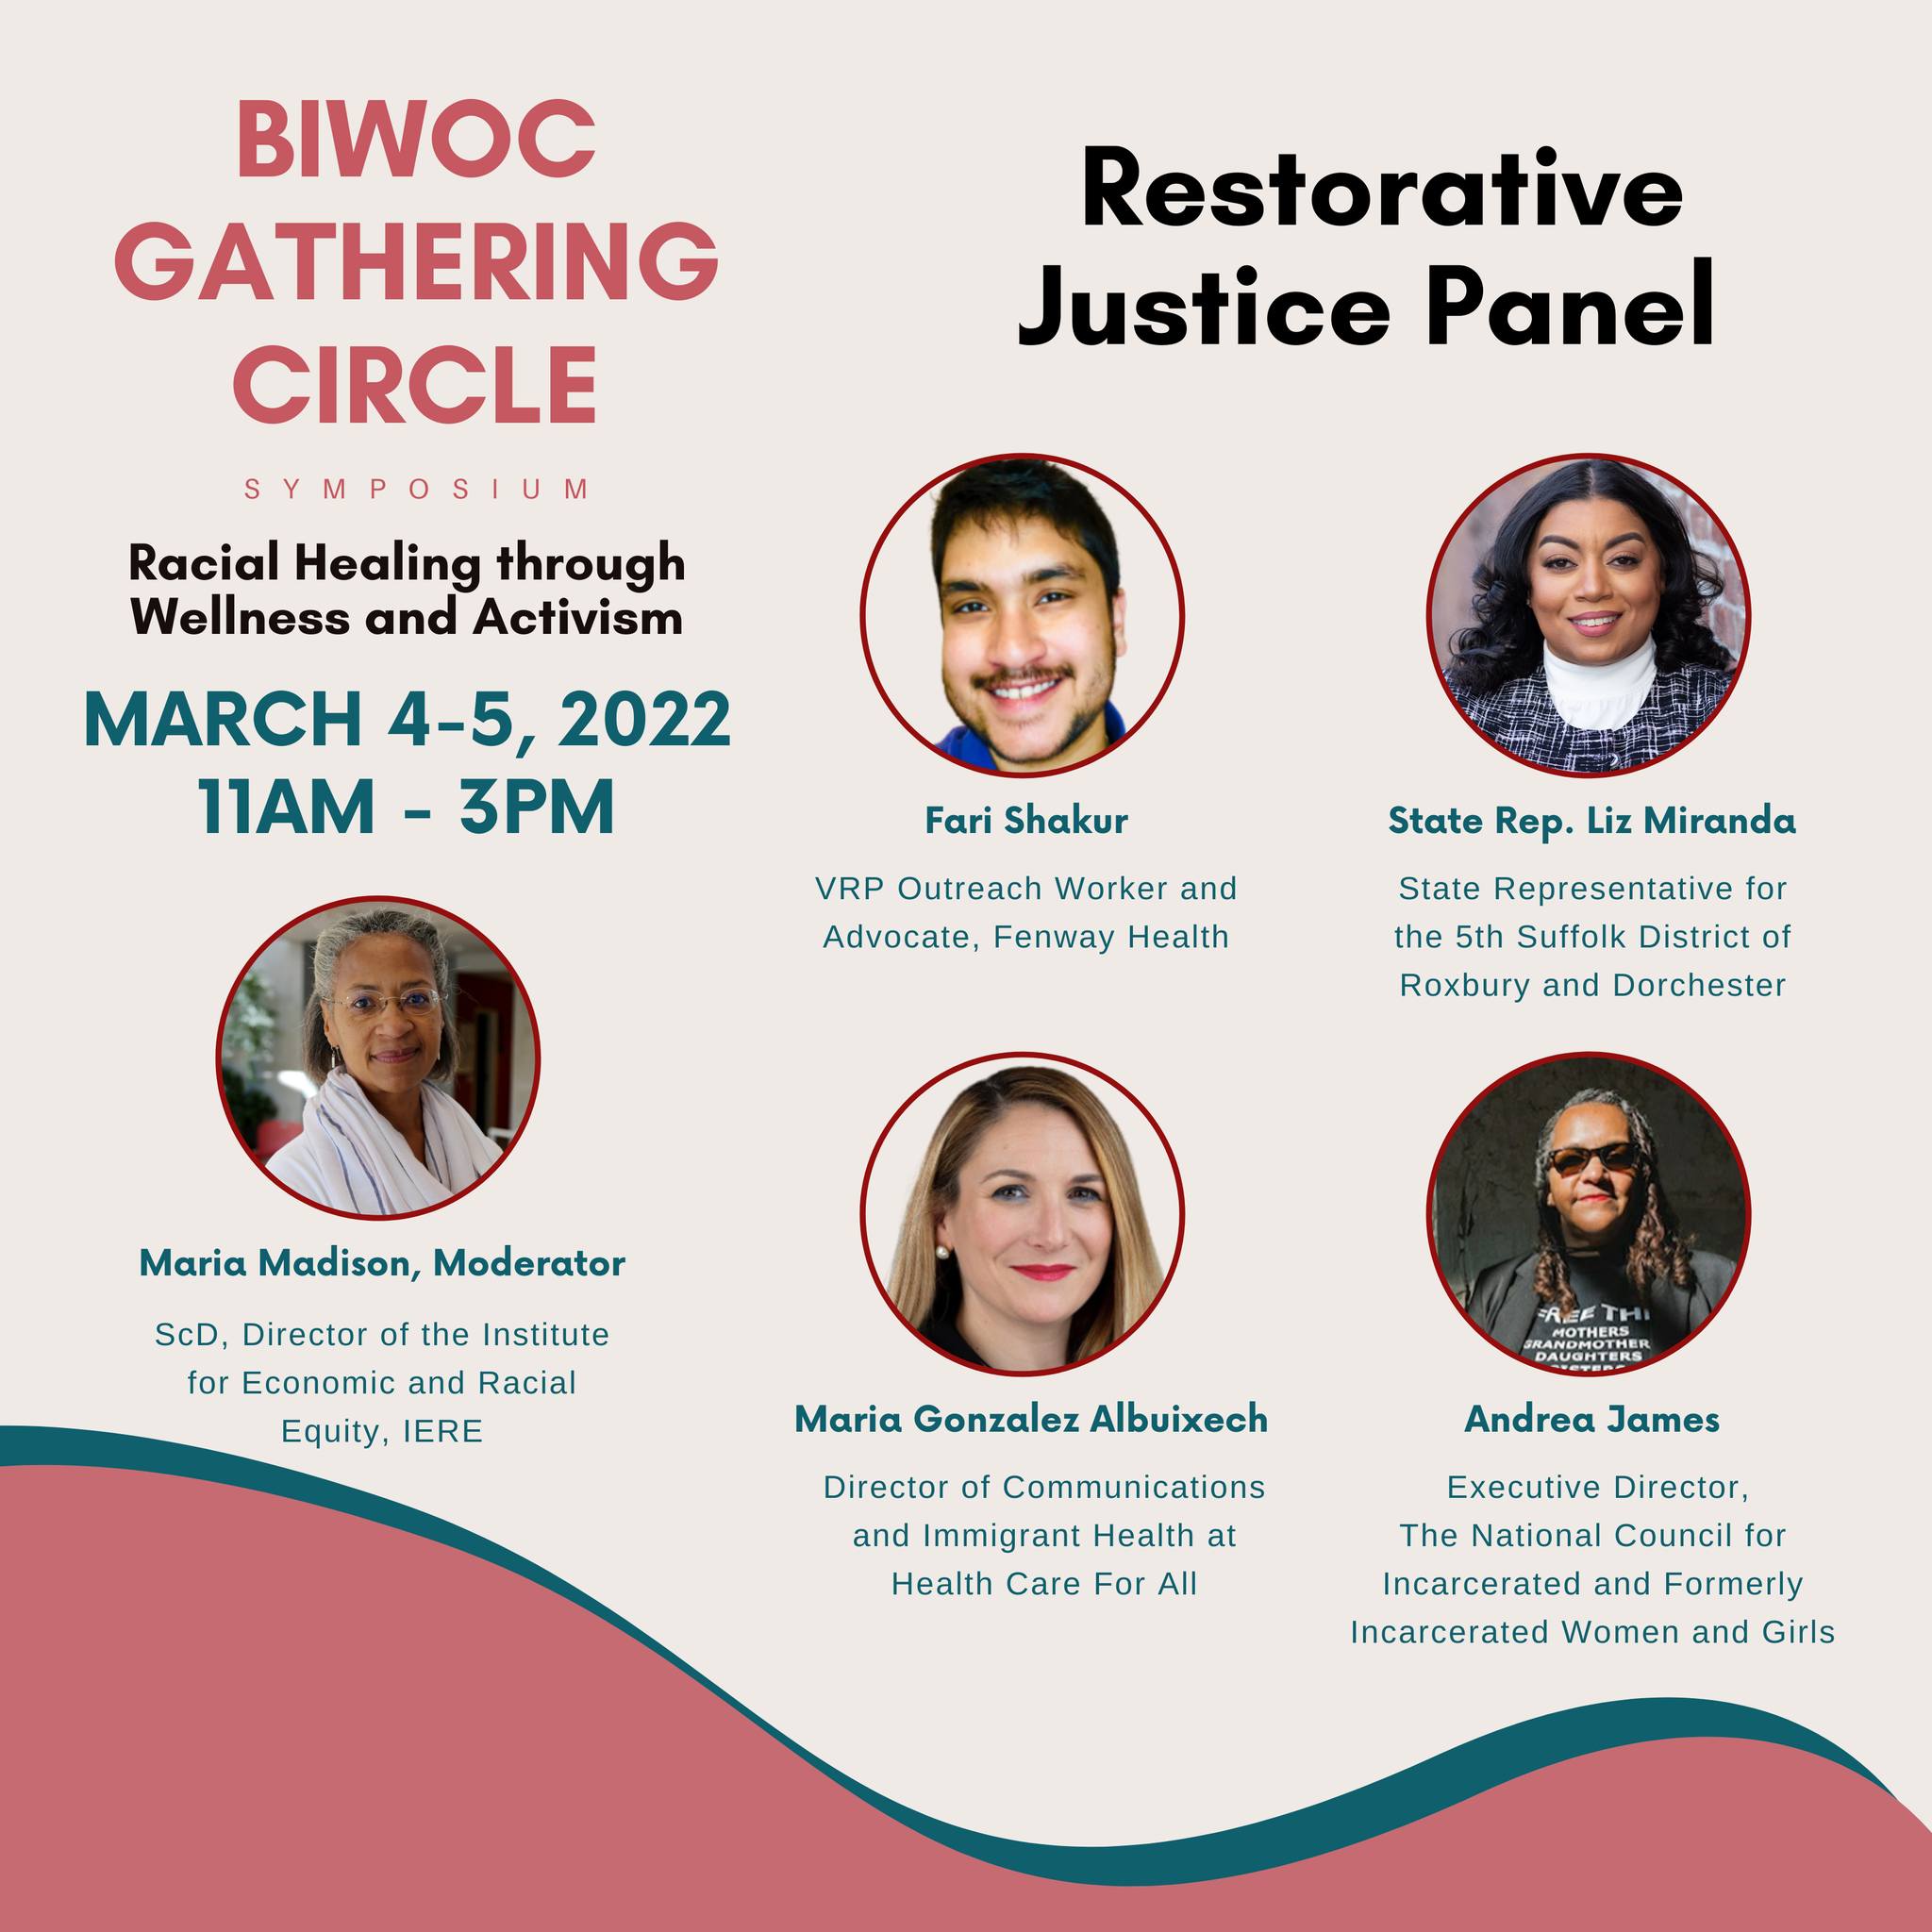 BIWOC
GATHERING
CIRCLE
SYMPOSIUM
Racial Healing through
Wellness and Activism
MARCH 4-5, 2022
11AM - 3PM
Maria Madison, Moderator
ScD, Director of the Institute
for Economic and Racial
Equity, IERE
Restorative
Justice Panel
Fari Shakur
VRP Outreach Worker and
Advocate, Fenway Health
State Rep. Liz Miranda
State Representative for
the 5th Suffolk District of
Roxbury and Dorchester
Maria Gonzalez Albuixech
Director of Communications
and Immigrant Health at
Health Care For All
FREE
MOTHERS
GRANDMOTHER
DAUGHTERS
Andrea James
Executive Director,
The National Council for
Incarcerated and Formerly
Incarcerated Women and Girls